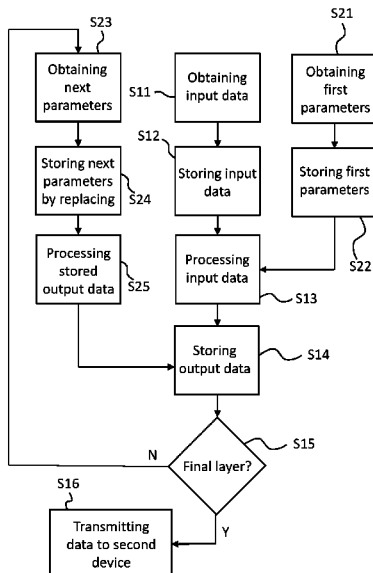 S23
Obtaining
next
parameters
S11
Obtaining
input data
S21
Obtaining
first
parameters
S12
Storing next
parameters
by replacing
S24
Storing input
data
Storing first
parameters
S22
Processing
stored
output data
S25
Processing
input data
S13
Storing
output data
S14
Final layer?
S15
N
Y
S16
Transmitting
data to second
device